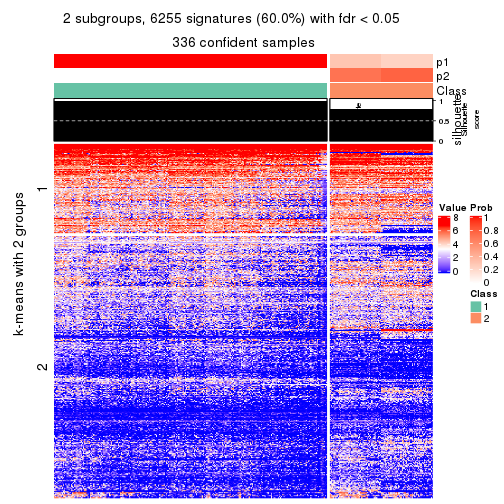 2 subgroups, 6255 signatures (60.0%) with fdr < 0.05
336 confident samples
p1
p2
Class
silhouette
Silhouette
score
1
0.5
0
k-means with 2 groups
1
2
Value
8
6
4
2
0
Prob
1
0.8
0.6
0.4
0.2
0
Class
1
2